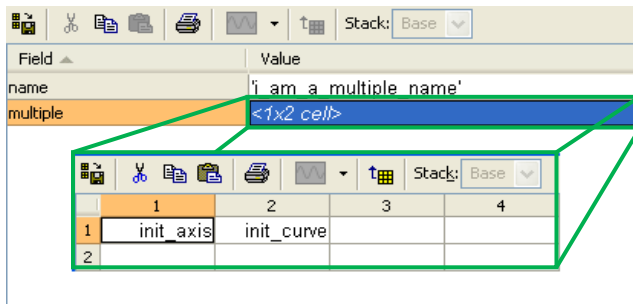 Stack: Base
Field Value
name 'i_am_a_multiple_name'
multiple <1x2 cell>
Stack: Base
1 2 3 4
1 init_axis init_curve
2